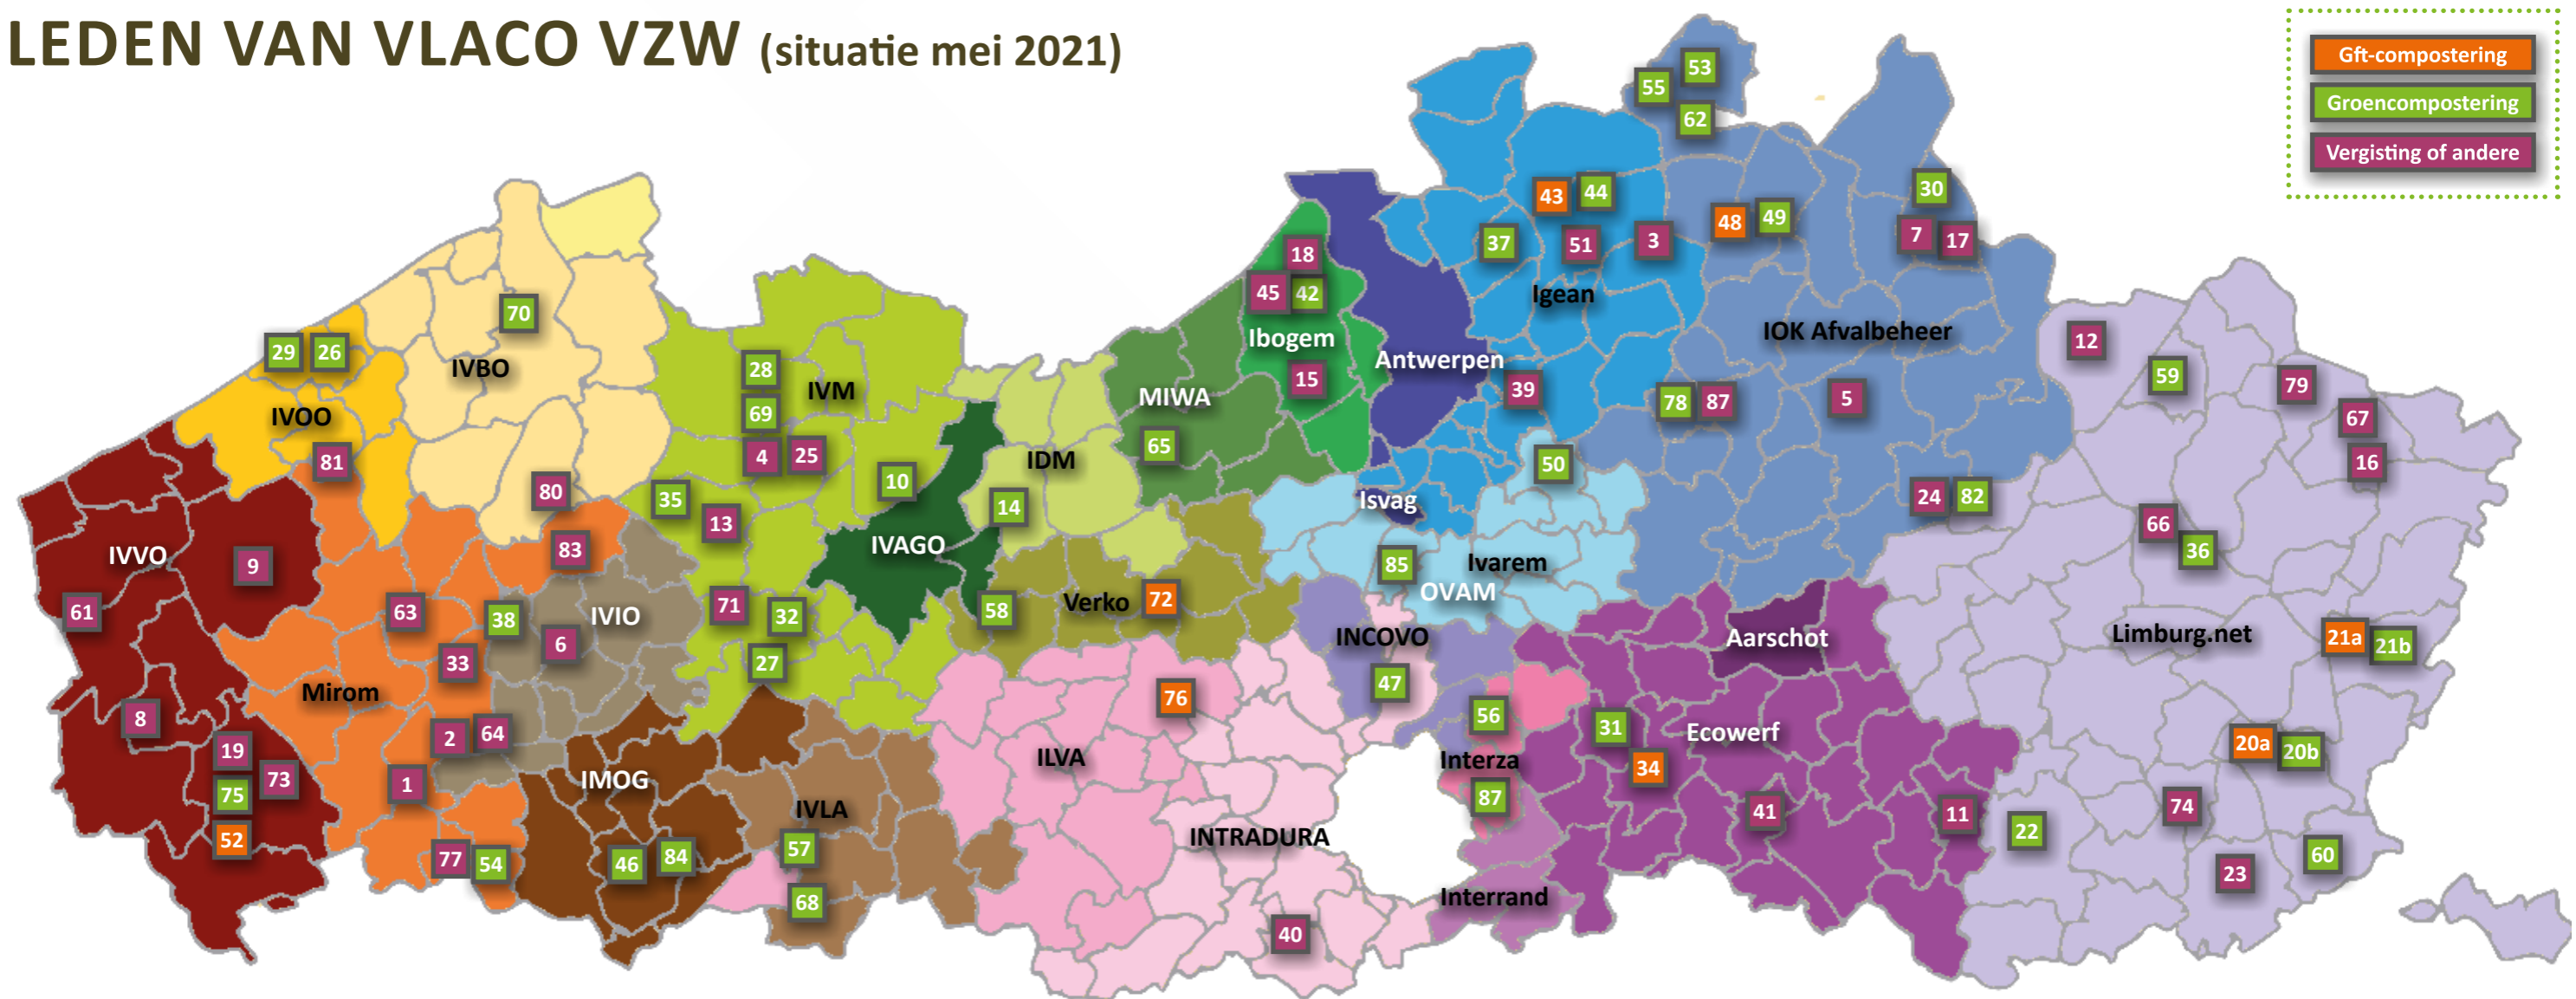 LEDEN VAN VLACO VZW (situatie mei 2021)
Gft-compostering
Groencompostering
Vergisting of andere
53
55
62
43
44
30
48
49
37
51
3
7
17
18
45
42
Igean
70
IOK Afvalbeheer
Ibogem
12
29
26
IVBO
28
IVM
Antwerpen
15
39
59
79
MIWA
78
87
5
IVOO
69
67
65
81
4
25
IDM
50
16
80
35
10
14
Isvag
24
82
13
66
IVAGO
36
83
IVVO
9
85
Ivarem
OVAM
61
63
38
IVIO
71
32
58
Verko
72
6
INCOVO
Aarschot
Limburg.net
21a
21b
33
27
Mirom
47
76
8
56
31
Ecowerf
2
64
19
20a
20b
ILVA
Interza
34
73
1
IMOG
75
87
IVLA
41
11
74
52
INTRADURA
22
57
77
54
46
84
60
23
68
Interrand
40